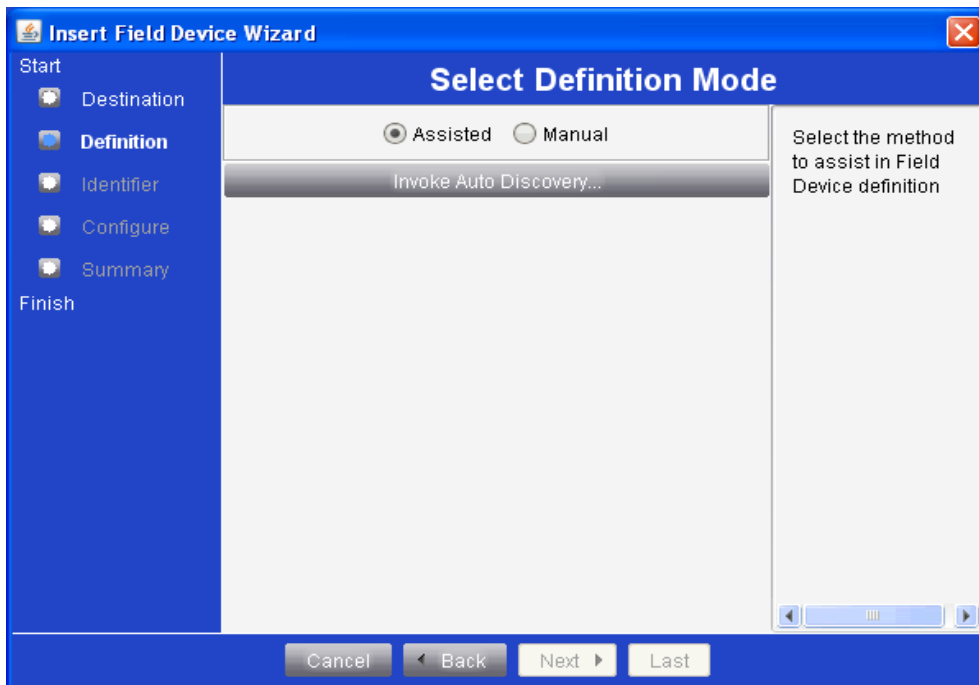 Insert Field Device Wizard
Start
Destination
Definition
Identifier
Configure
Summary
Finish
Select Definition Mode
Assisted
Manual
Invoke Auto Discovery...
Select the method
to assist in Field
Device definition
Cancel
Back
Next
Last